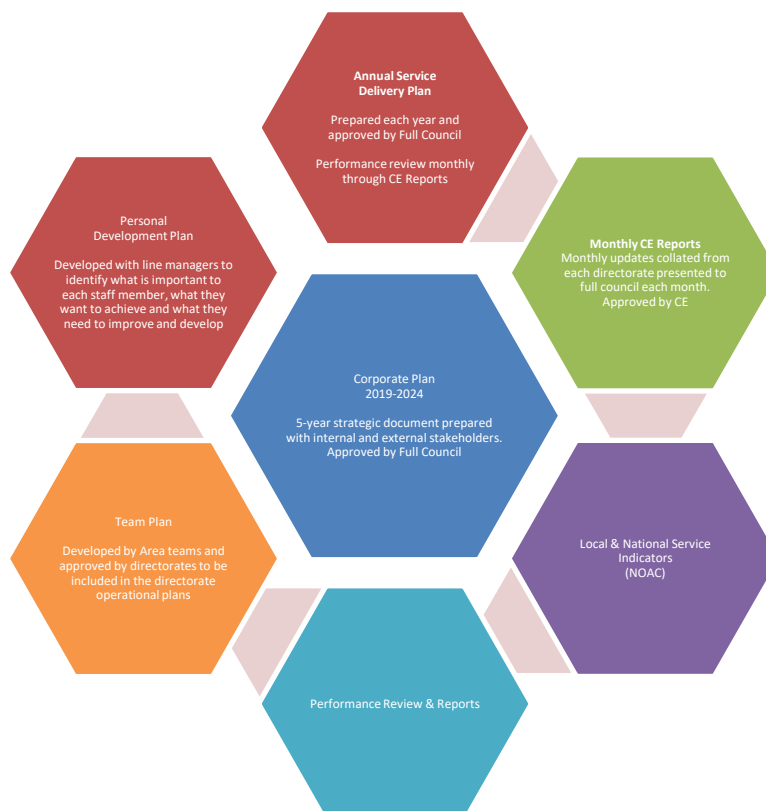 Annual Service
Delivery Plan
Prepared each year and
approved by Full Council
Performance review monthly
through CE Reports
Personal
Development Plan
Developed with line managers to
identify what is important to
each staff member, what they
want to achieve and what they
need to improve and develop
Monthly CE Reports
Monthly updates collated from
each directorate presented to
full council each month.
Approved by CE
Corporate Plan
2019-2024
5-year strategic document prepared
with internal and external stakeholders.
Approved by Full Council
Team Plan
Developed by Area teams and
approved by directorates to be
included in the directorate
operational plans
Local & National Service
Indicators
(NOAC)
Performance Review & Reports